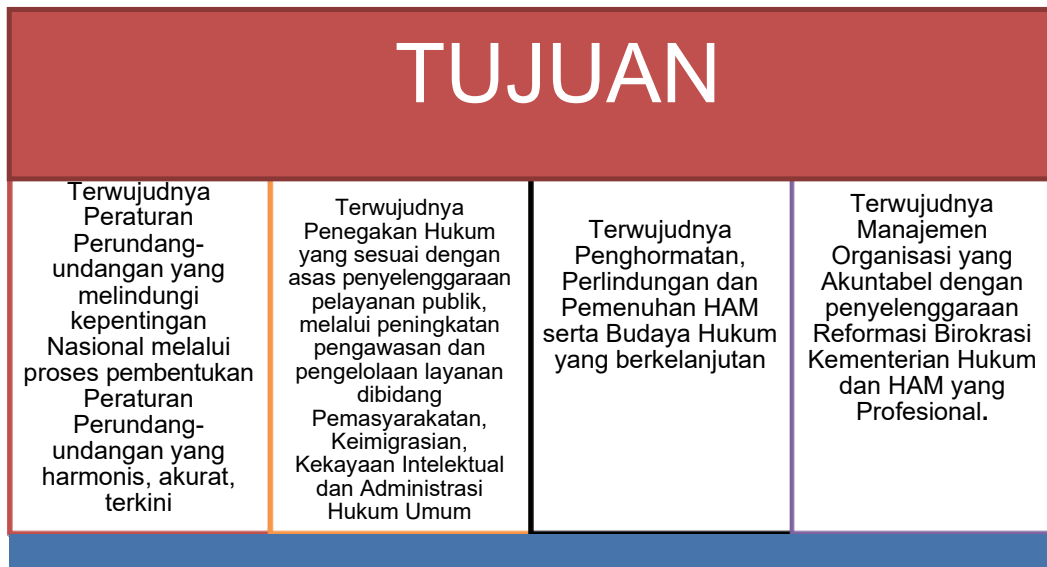 TUJUAN
Terwujudnya
Peraturan
Perundang-
undangan yang
melindungi
kepentingan
Nasional melalui
proses pembentukan
Peraturan
Perundang-
undangan yang
harmonis, akurat,
terkini
Terwujudnya
Penegakan Hukum
yang sesuai dengan
asas penyelenggaraan
pelayanan publik,
melalui peningkatan
pengawasan dan
pengelolaan layanan
dibidang
Pemasyarakatan,
Keimigrasian,
Kekayaan Intelektual
dan Administrasi
Hukum Umum
Terwujudnya
Penghormatan,
Perlindungan dan
Pemenuhan HAM
serta Budaya Hukum
yang berkelanjutan
Terwujudnya
Manajemen
Organisasi yang
Akuntabel dengan
penyelenggaraan
Reformasi Birokrasi
Kementerian Hukum
dan HAM yang
Profesional.